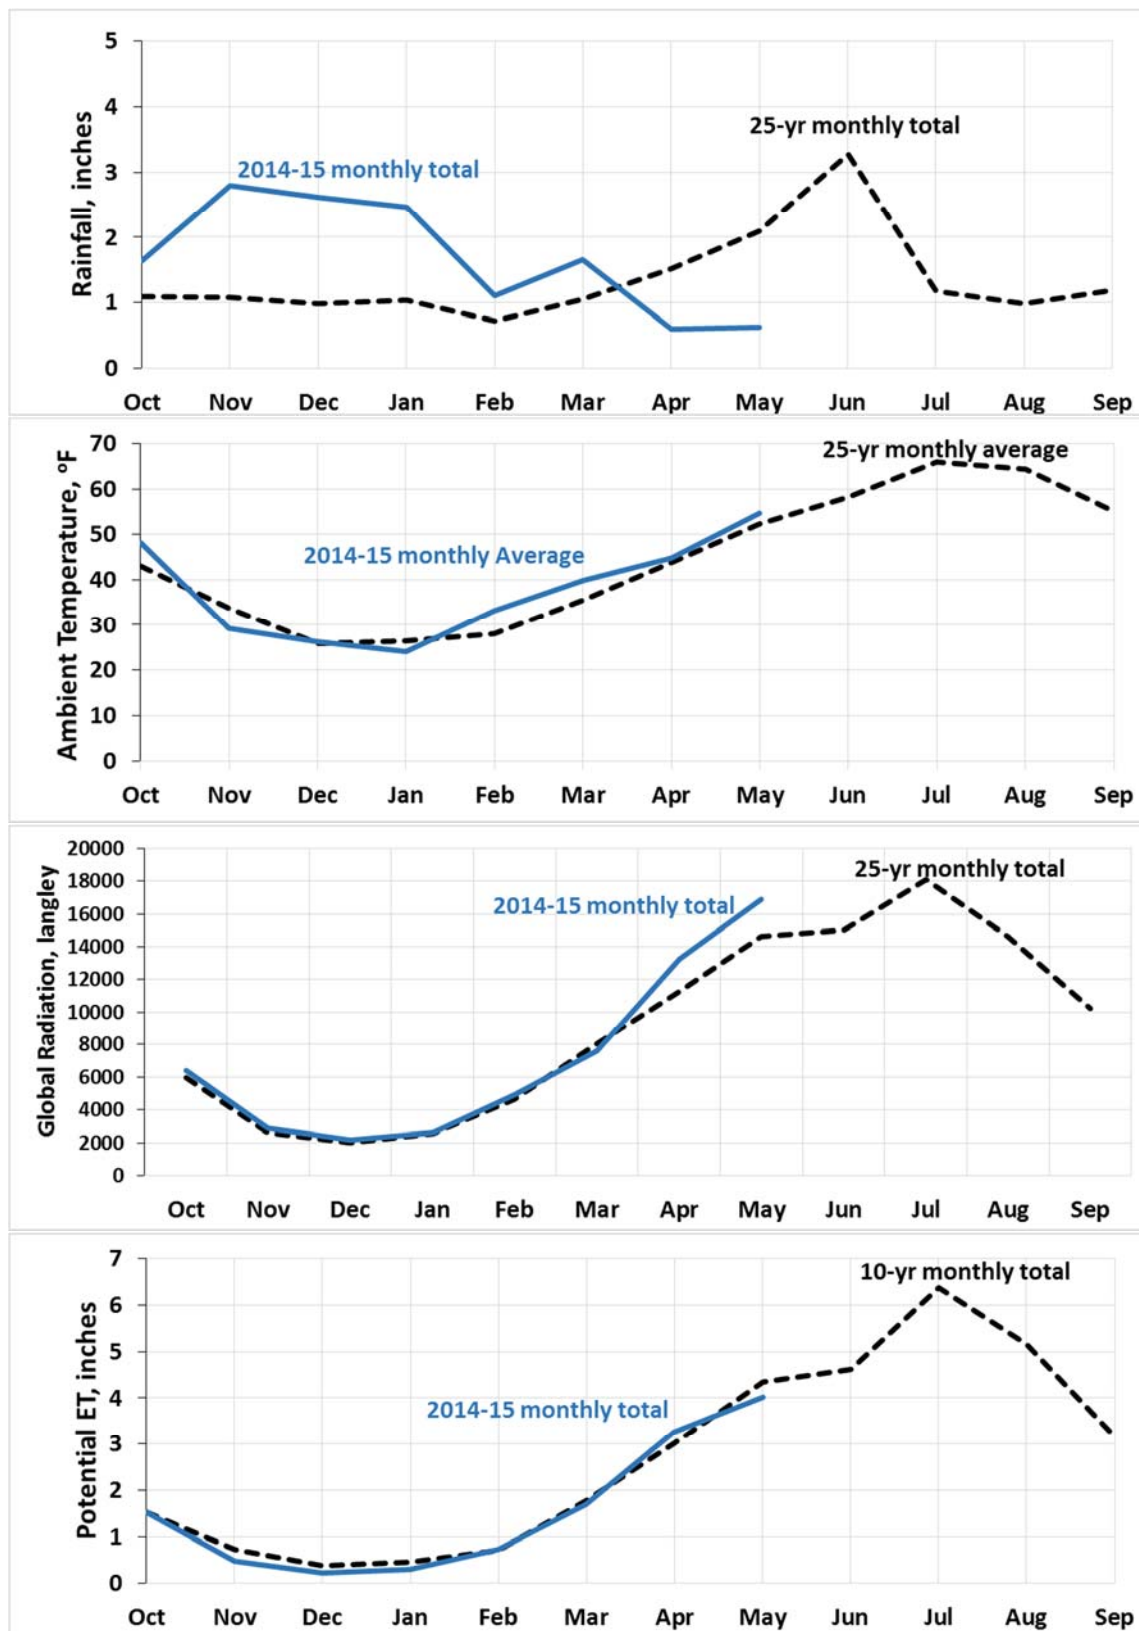 Rainfall, inches
5
4
3
2
1
0
25-yr monthly total
2014-15 monthly total
Oct Nov Dec Jan Feb Mar Apr May Jun Jul Aug Sep
Ambient Temperature, ºF
70
60
50
40
30
20
10
0
25-yr monthly average
2014-15 monthly Average
Oct Nov Dec Jan Feb Mar Apr May Jun Jul Aug Sep
Global Radiation, langley
20000
18000
16000
14000
12000
10000
8000
6000
4000
2000
0
25-yr monthly total
2014-15 monthly total
Oct Nov Dec Jan Feb Mar Apr May Jun Jul Aug Sep
Potential ET, inches
7
6
5
4
3
2
1
0
10-yr monthly total
2014-15 monthly total
Oct Nov Dec Jan Feb Mar Apr May Jun Jul Aug Sep